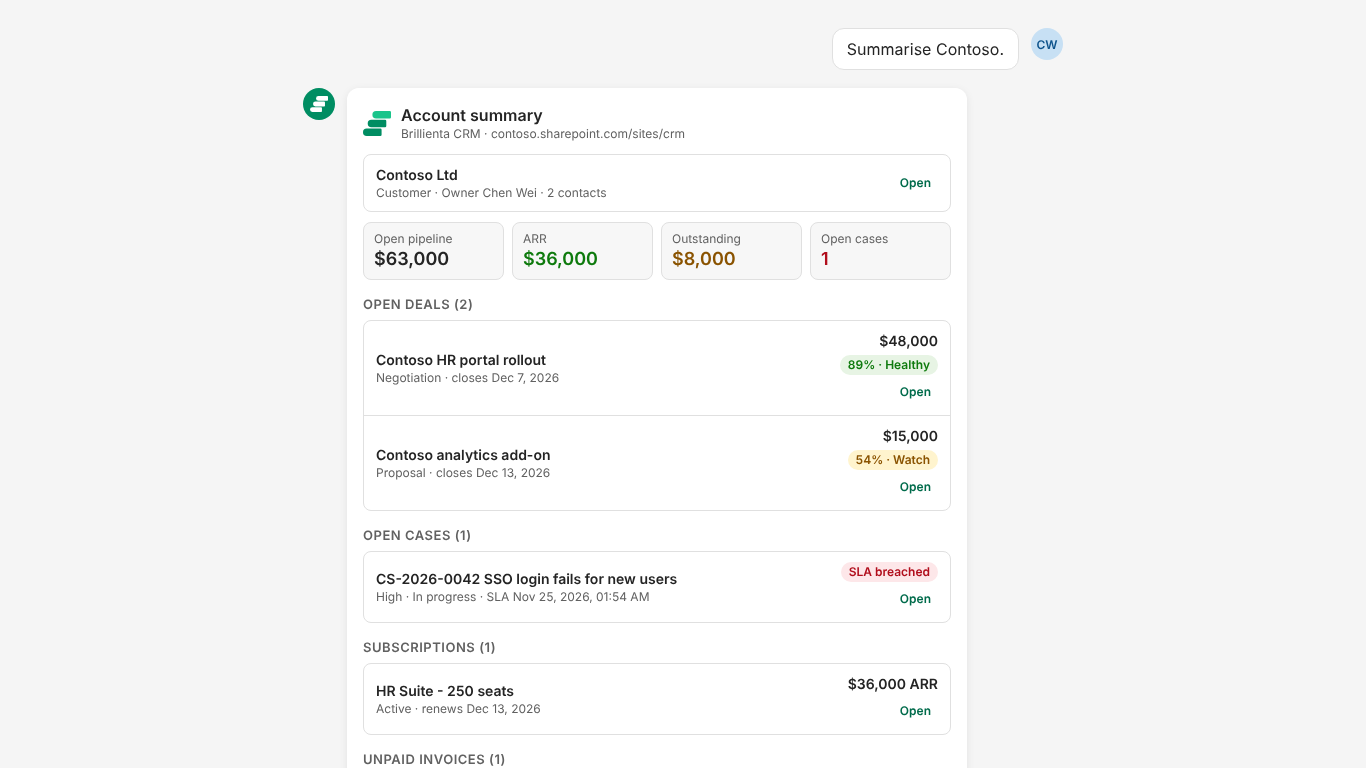 Summarise Contoso.
CW
Account summary
Brillienta CRM · contoso.sharepoint.com/sites/crm
Contoso Ltd
Customer · Owner Chen Wei · 2 contacts
Open
Open pipeline
$63,000
ARR
$36,000
Outstanding
$8,000
Open cases
1
OPEN DEALS (2)
Contoso HR portal rollout
Negotiation · closes Dec 7, 2026
$48,000
89% · Healthy
Open
Contoso analytics add-on
Proposal · closes Dec 13, 2026
$15,000
54% · Watch
Open
OPEN CASES (1)
CS-2026-0042 SSO login fails for new users
High · In progress · SLA Nov 25, 2026, 01:54 AM
SLA breached
Open
SUBSCRIPTIONS (1)
HR Suite - 250 seats
Active · renews Dec 13, 2026
$36,000 ARR
Open
UNPAID INVOICES (1)